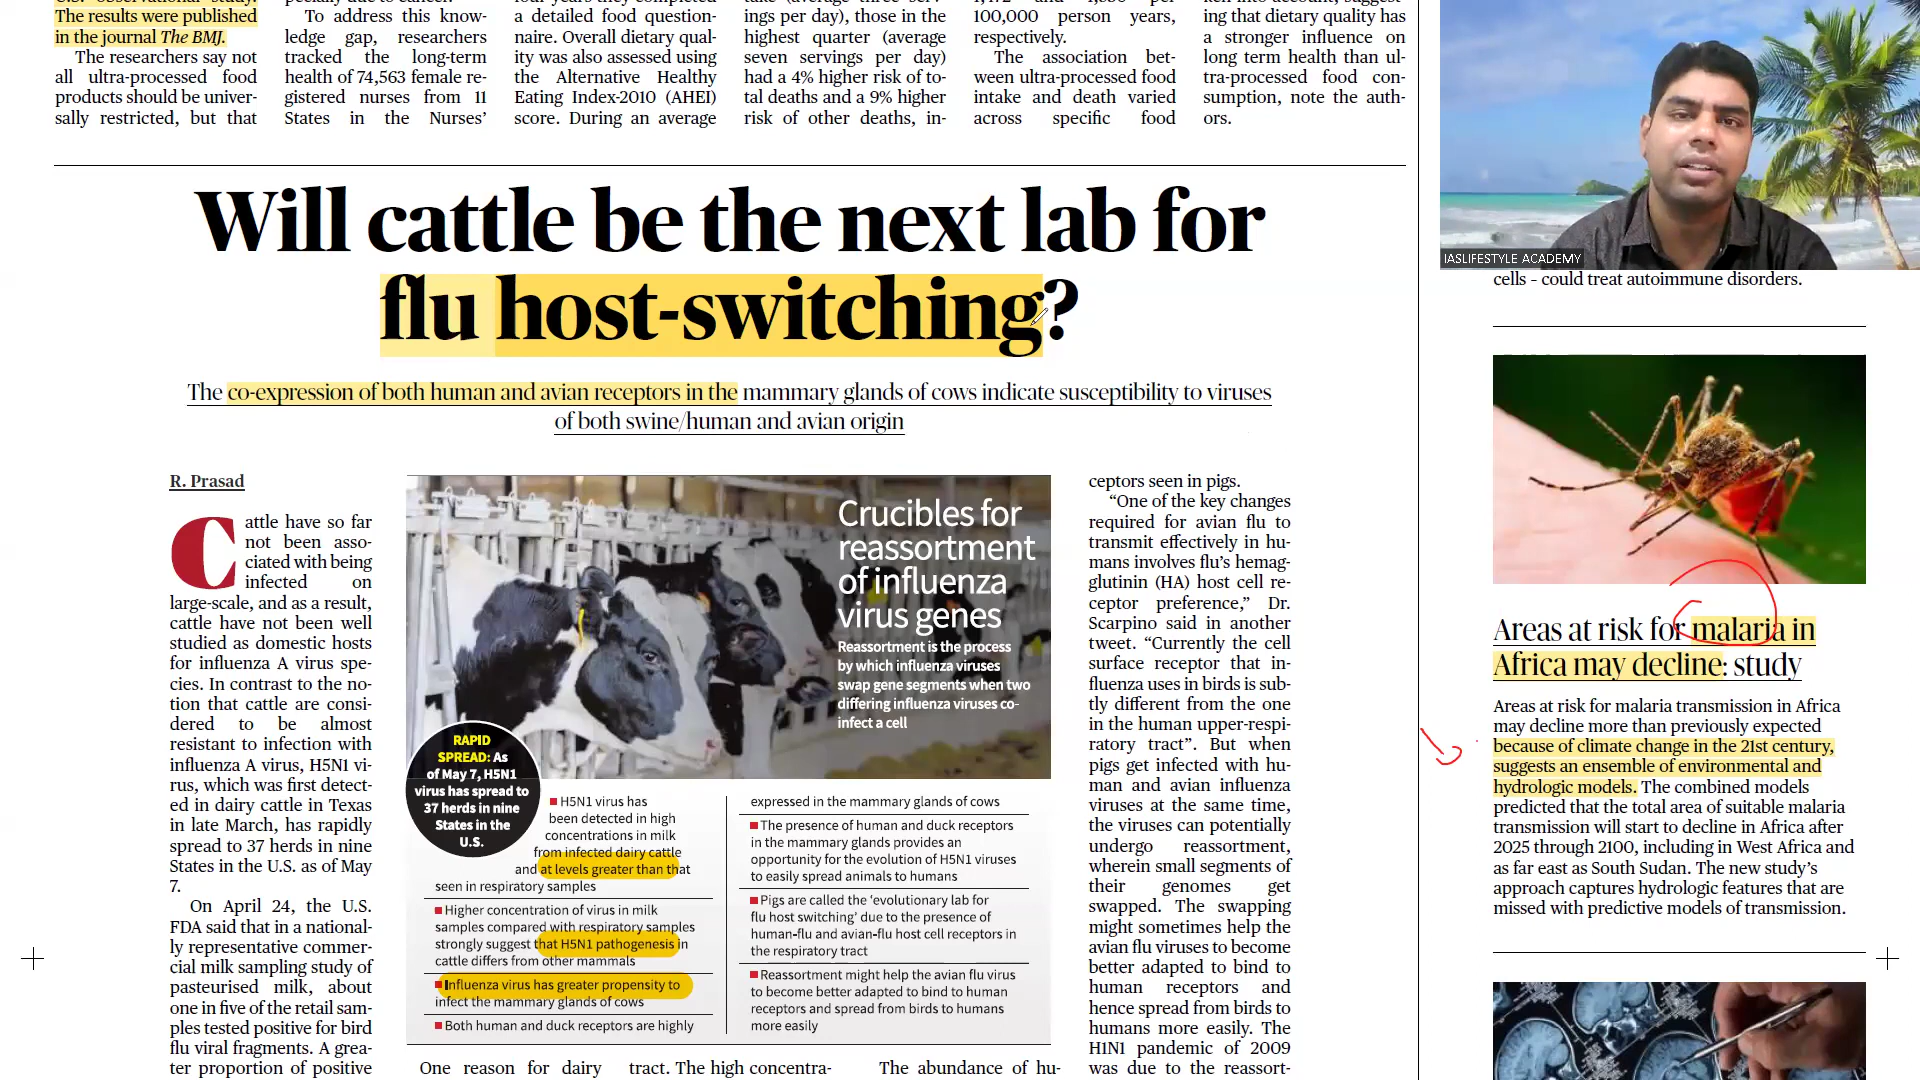 The results were published
in the journal The BMJ.
The researchers say not
all ultra-processed food
products should be univer-
sally restricted, but that
To address this know-
ledge gap, researchers
tracked the long-term
health of 74,563 female re-
gistered nurses from 11
States in the Nurses'
a detailed food question-
naire. Overall dietary qual-
ity was also assessed using
the Alternative Healthy
Eating Index-2010 (AHEI)
score. During an average
ings per day), those in the
highest quarter (average
seven servings per day)
had a 4% higher risk of to-
tal deaths and a 9% higher
risk of other deaths, in-
100,000 person years,
respectively.
The association bet-
ween ultra-processed food
intake and death varied
across specific food
ing that dietary quality has
a stronger influence on
long term health than ul-
tra-processed food con-
sumption, note the auth-
ors.
Will cattle be the next lab for
flu host-switching?
The co-expression of both human and avian receptors in the mammary glands of cows indicate susceptibility to viruses
of both swine/human and avian origin
R. Prasad
Cattle have so far
not been asso-
ciated with being
infected on
large-scale, and as a result,
cattle have not been well
studied as domestic hosts
for influenza A virus spe-
cies. In contrast to the no-
tion that cattle are consi-
dered to be almost
resistant to infection with
influenza A virus, H5N1 vi-
rus, which was first detect-
ed in dairy cattle in Texas
in late March, has rapidly
spread to 37 herds in nine
States in the U.S. as of May
7.
On April 24, the U.S.
FDA said that in a national-
ly representative commer-
cial milk sampling study of
pasteurised milk, about
one in five of the retail sam-
ples tested positive for bird
flu viral fragments. A grea-
ter proportion of positive
Crucibles for
reassortment
of influenza
virus genes
Reassortment is the process
by which influenza viruses
swap gene segments when two
differing influenza viruses co-
infect a cell
RAPID
SPREAD: As
of May 7, H5N1
virus has spread to
37 herds in nine
States in the
U.S.
H5N1 virus has
been detected in high
concentrations in milk
from infected dairy cattle
and at levels greater than that
seen in respiratory samples
Higher concentration of virus in milk
samples compared with respiratory samples
strongly suggest that H5N1 pathogenesis in
cattle differs from other mammals
Influenza virus has greater propensity to
infect the mammary glands of cows
Both human and duck receptors are highly
expressed in the mammary glands of cows
The presence of human and duck receptors
in the mammary glands provides an
opportunity for the evolution of H5N1 viruses
to easily spread animals to humans
Pigs are called the 'evolutionary lab for
flu host switching' due to the presence of
human-flu and avian-flu host cell receptors in
the respiratory tract
Reassortment might help the avian flu virus
to become better adapted to bind to human
receptors and spread from birds to humans
more easily
One reason for dairy
tract. The high concentra-
The abundance of hu-
ceptors seen in pigs.
"One of the key changes
required for avian flu to
transmit effectively in hu-
mans involves flu's hemag-
glutinin (HA) host cell re-
ceptor preference," Dr.
Scarpino said in another
tweet. "Currently the cell
surface receptor that in-
fluenza uses in birds is sub-
tly different from the one
in the human upper-respi-
ratory tract". But when
pigs get infected with hu-
man and avian influenza
viruses at the same time,
the viruses can potentially
undergo reassortment,
wherein small segments of
their genomes get
swapped. The swapping
might sometimes help the
avian flu viruses to become
better adapted to bind to
human receptors and
hence spread from birds to
humans more easily. The
H1N1 pandemic of 2009
was due to the reassort-
IASLIFESTYLE ACADEMY
cells - could treat autoimmune disorders.
Areas at risk for malaria in
Africa may decline: study
Areas at risk for malaria transmission in Africa
may decline more than previously expected
because of climate change in the 21st century,
suggests an ensemble of environmental and
hydrologic models. The combined models
predicted that the total area of suitable malaria
transmission will start to decline in Africa after
2025 through 2100, including in West Africa and
as far east as South Sudan. The new study's
approach captures hydrologic features that are
missed with predictive models of transmission.